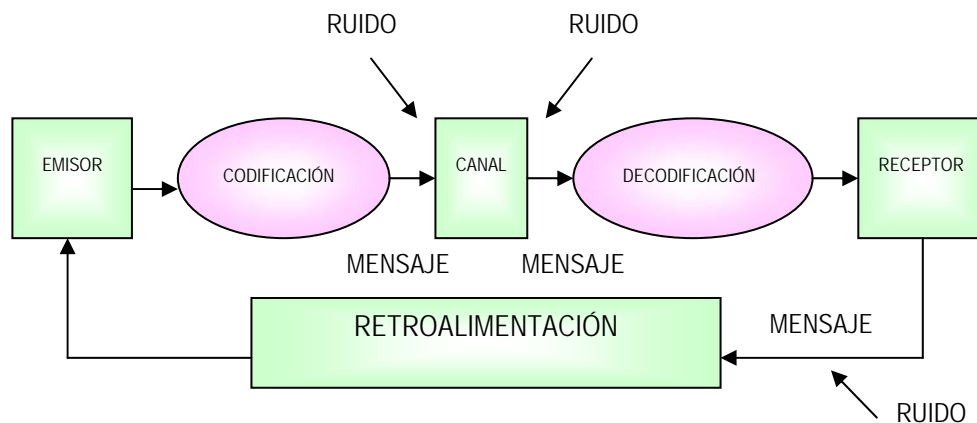 RUIDO
RUIDO
EMISOR
CODIFICACIÓN
CANAL
DECODIFICACIÓN
RECEPTOR
MENSAJE
MENSAJE
RETROALIMENTACIÓN
MENSAJE
RUIDO